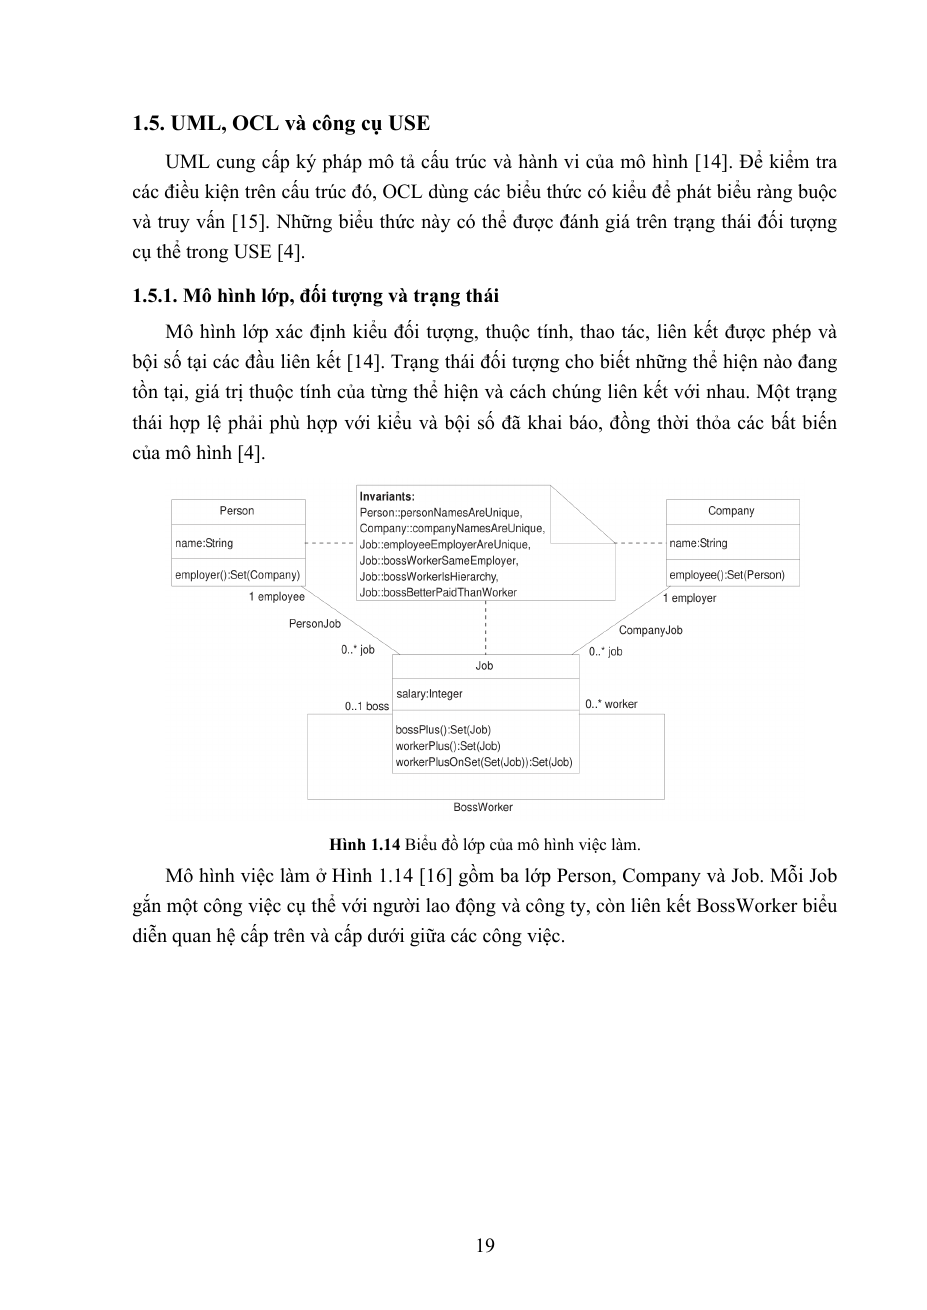 1.5. UML, OCL và công cụ USE
UML cung cấp ký pháp mô tả cấu trúc và hành vi của mô hình [14]. Để kiểm tra
các điều kiện trên cấu trúc đó, OCL dùng các biểu thức có kiểu để phát biểu ràng buộc
và truy vấn [15]. Những biểu thức này có thể được đánh giá trên trạng thái đối tượng
cụ thể trong USE [4].
1.5.1. Mô hình lớp, đối tượng và trạng thái
Mô hình lớp xác định kiểu đối tượng, thuộc tính, thao tác, liên kết được phép và
bội số tại các đầu liên kết [14]. Trạng thái đối tượng cho biết những thể hiện nào đang
tồn tại, giá trị thuộc tính của từng thể hiện và cách chúng liên kết với nhau. Một trạng
thái hợp lệ phải phù hợp với kiểu và bội số đã khai báo, đồng thời thỏa các bất biến
của mô hình [4].
Person
name:String
employer():Set(Company)
Invariants:
Person::personNamesAreUnique,
Company::companyNamesAreUnique,
Job::employeeEmployerAreUnique,
Job::bossWorkerSameEmployer,
Job::bossWorkerIsHierarchy,
Job::bossBetterPaidThanWorker
Company
name:String
employee():Set(Person)
1 employee
1 employer
PersonJob
CompanyJob
0..* job
0..* job
Job
salary:Integer
0..1 boss
0..* worker
bossPlus():Set(Job)
workerPlus():Set(Job)
workerPlusOnSet(Set(Job)):Set(Job)
BossWorker
Hình 1.14 Biểu đồ lớp của mô hình việc làm.
Mô hình việc làm ở Hình 1.14 [16] gồm ba lớp Person, Company và Job. Mỗi Job
gắn một công việc cụ thể với người lao động và công ty, còn liên kết BossWorker biểu
diễn quan hệ cấp trên và cấp dưới giữa các công việc.
19